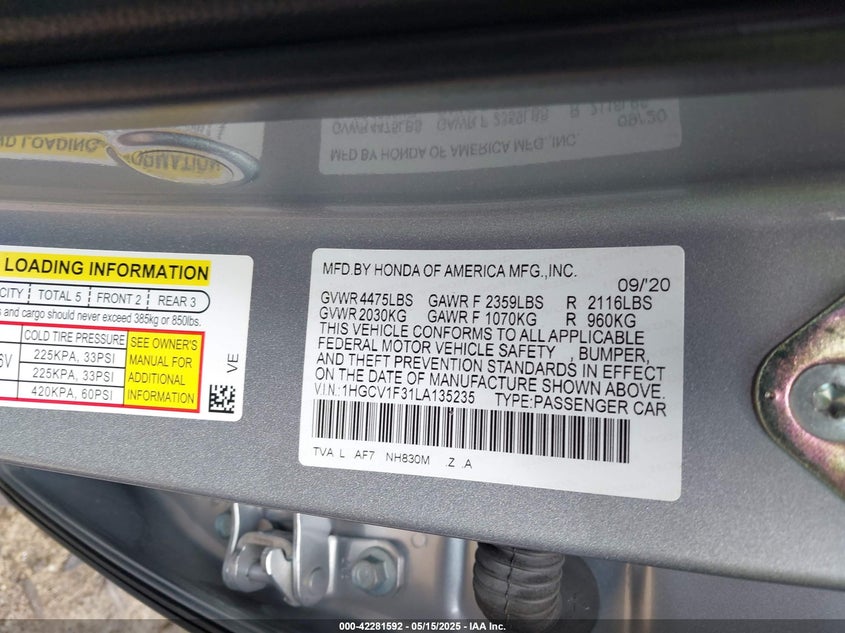 LOADING INFORMATION
CITY TOTAL 5 FRONT 2 REAR 3
and cargo should never exceed 385kg or 850lbs.
COLD TIRE PRESSURE
225KPA, 33PSI
225KPA, 33PSI
420KPA, 60PSI
SEE OWNER'S
MANUAL FOR
ADDITIONAL
INFORMATION
VE
MFD.BY HONDA OF AMERICA MFG.,INC.
09/'20
GVWR 4475LBS GAWR F 2359LBS R 2116LBS
GVWR 2030KG GAWR F 1070KG R 960KG
THIS VEHICLE CONFORMS TO ALL APPLICABLE
FEDERAL MOTOR VEHICLE SAFETY , BUMPER,
AND THEFT PREVENTION STANDARDS IN EFFECT
ON THE DATE OF MANUFACTURE SHOWN ABOVE.
V.I.N.:1HGCV1F31LA135235 TYPE:PASSENGER CAR
TVA L AF7 NH830M .Z .A
000-42281592 - 05/15/2025 - IAA Inc.